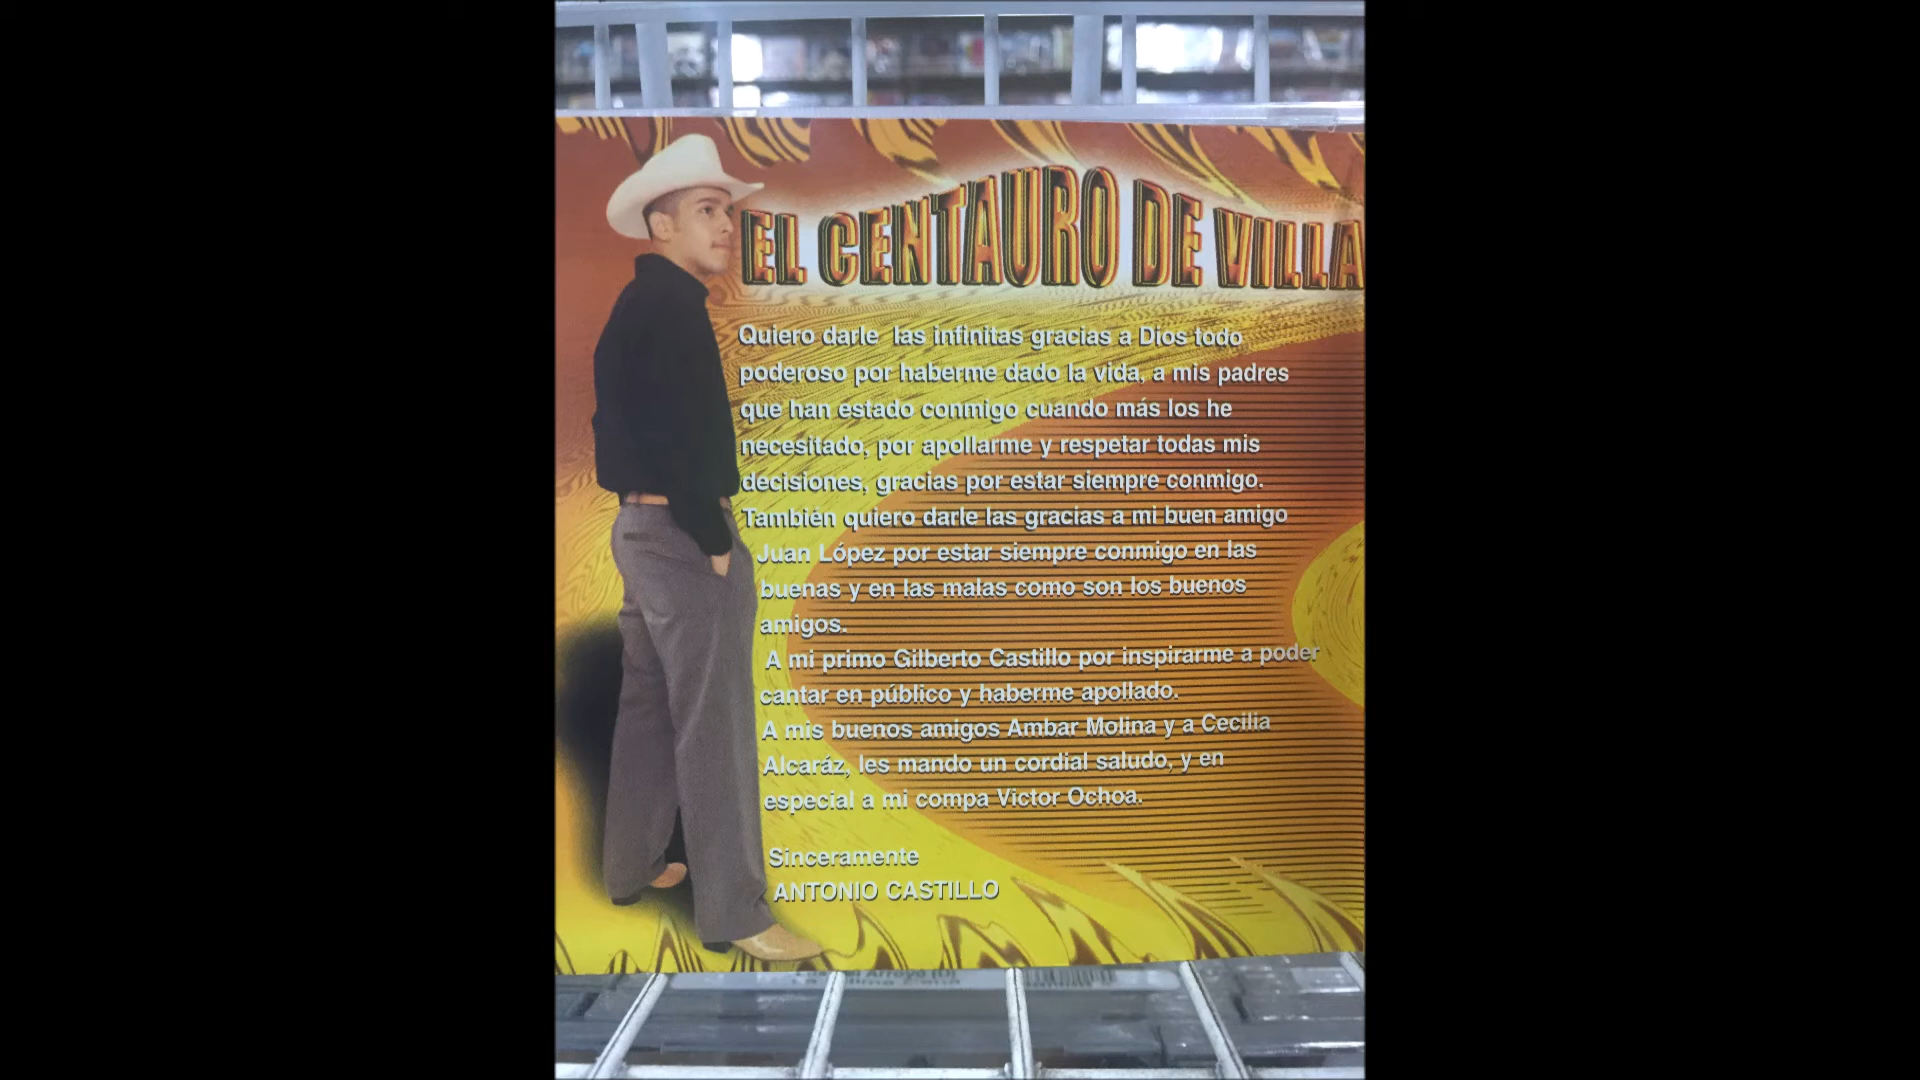 EL CENTAURO DE VILLA
Quiero darle las infinitas gracias a Dios todo
poderoso por haberme dado la vida, a mis padres
que han estado conmigo cuando más los he
necesitado, por apollarme y respetar todas mis
decisiones, gracias por estar siempre conmigo.
También quiero darle las gracias a mi buen amigo
Juan López por estar siempre conmigo en las
buenas y en las malas como son los buenos
amigos.
A mi primo Gilberto Castillo por inspirarme a poder
cantar en público y haberme apollado.
A mis buenos amigos Ambar Molina y a Cecilia
Alcaráz, les mando un cordial saludo, y en
especial a mi compa Victor Ochoa.
Sinceramente
ANTONIO CASTILLO